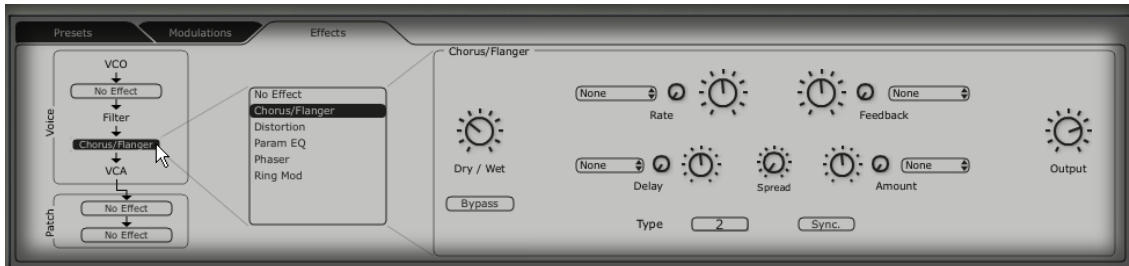 Presets
Modulations
Effects
Voice
VCO
No Effect
Filter
Chorus/Flanger
VCA
Patch
No Effect
No Effect
No Effect
Chorus/Flanger
Distortion
Param EQ
Phaser
Ring Mod
Chorus/Flanger
Dry / Wet
Bypass
None
Rate
None
Feedback
None
Delay
Spread
None
Amount
Type
2
Sync.
Output